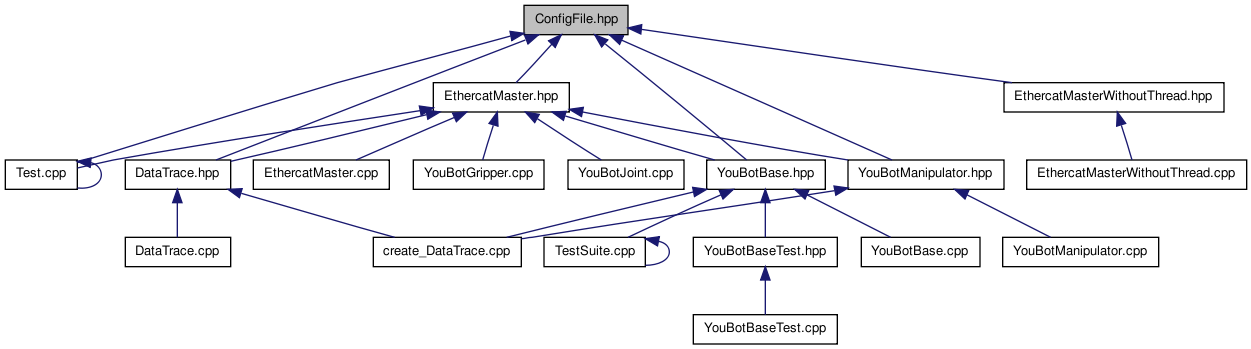 ConfigFile.hpp
EthercatMaster.hpp
EthercatMasterWithoutThread.hpp
Test.cpp
DataTrace.hpp
EthercatMaster.cpp
YouBotGripper.cpp
YouBotJoint.cpp
YouBotBase.hpp
YouBotManipulator.hpp
EthercatMasterWithoutThread.cpp
DataTrace.cpp
create_DataTrace.cpp
TestSuite.cpp
YouBotBaseTest.hpp
YouBotBase.cpp
YouBotManipulator.cpp
YouBotBaseTest.cpp